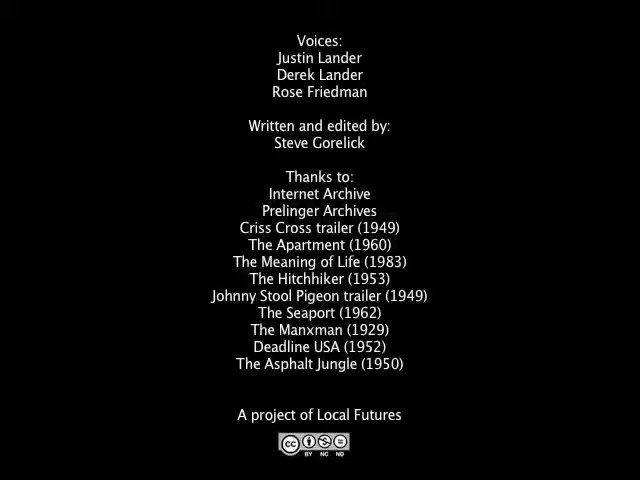 Voices:
Justin Lander
Derek Lander
Rose Friedman
Written and edited by:
Steve Gorelick
Thanks to:
Internet Archive
Prelinger Archives
Criss Cross trailer (1949)
The Apartment (1960)
The Meaning of Life (1983)
The Hitchhiker (1953)
Johnny Stool Pigeon trailer (1949)
The Seaport (1962)
The Manxman (1929)
Deadline USA (1952)
The Asphalt Jungle (1950)
A project of Local Futures
cc
BY NC ND